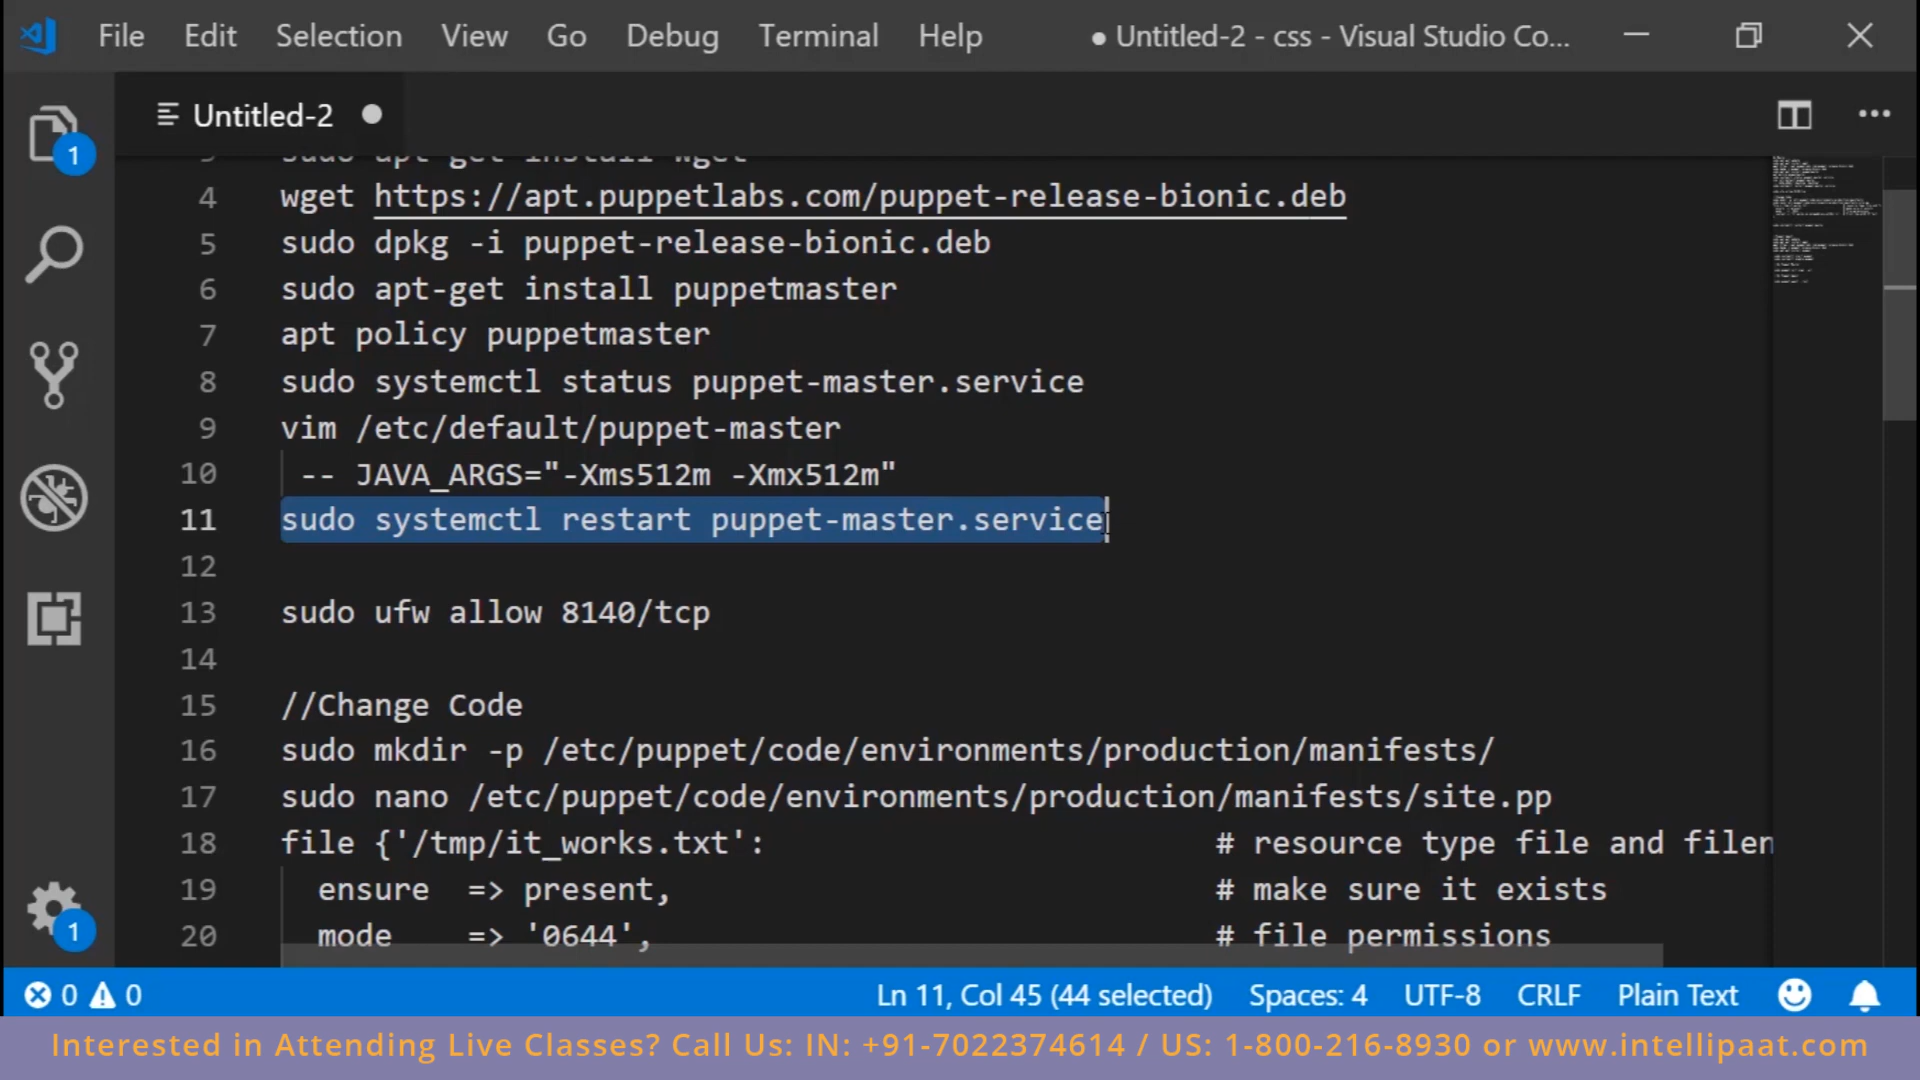 File Edit Selection View Go Debug Terminal Help ● Untitled-2 - css - Visual Studio Co...
Untitled-2 ●
1
3 sudo apt-get install wget
4 wget https://apt.puppetlabs.com/puppet-release-bionic.deb
5 sudo dpkg -i puppet-release-bionic.deb
6 sudo apt-get install puppetmaster
7 apt policy puppetmaster
8 sudo systemctl status puppet-master.service
9 vim /etc/default/puppet-master
10 -- JAVA_ARGS="-Xms512m -Xmx512m"
11 sudo systemctl restart puppet-master.service
12
13 sudo ufw allow 8140/tcp
14
15 //Change Code
16 sudo mkdir -p /etc/puppet/code/environments/production/manifests/
17 sudo nano /etc/puppet/code/environments/production/manifests/site.pp
18 file {'/tmp/it_works.txt': # resource type file and filen
19 ensure => present, # make sure it exists
20 mode => '0644', # file permissions
1
0 0 Ln 11, Col 45 (44 selected) Spaces: 4 UTF-8 CRLF Plain Text
Interested in Attending Live Classes? Call Us: IN: +91-7022374614 / US: 1-800-216-8930 or www.intellipaat.com